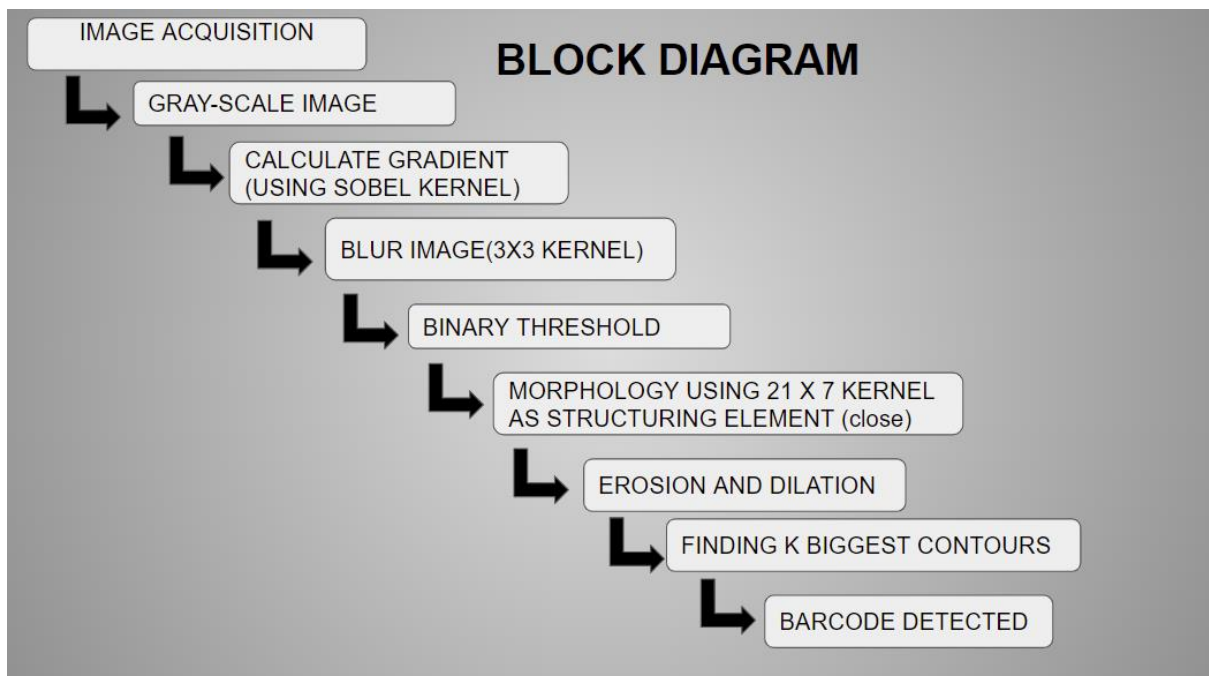 IMAGE ACQUISITION
BLOCK DIAGRAM
GRAY-SCALE IMAGE
CALCULATE GRADIENT
(USING SOBEL KERNEL)
BLUR IMAGE(3X3 KERNEL)
BINARY THRESHOLD
MORPHOLOGY USING 21 X 7 KERNEL
AS STRUCTURING ELEMENT (close)
EROSION AND DILATION
FINDING K BIGGEST CONTOURS
BARCODE DETECTED